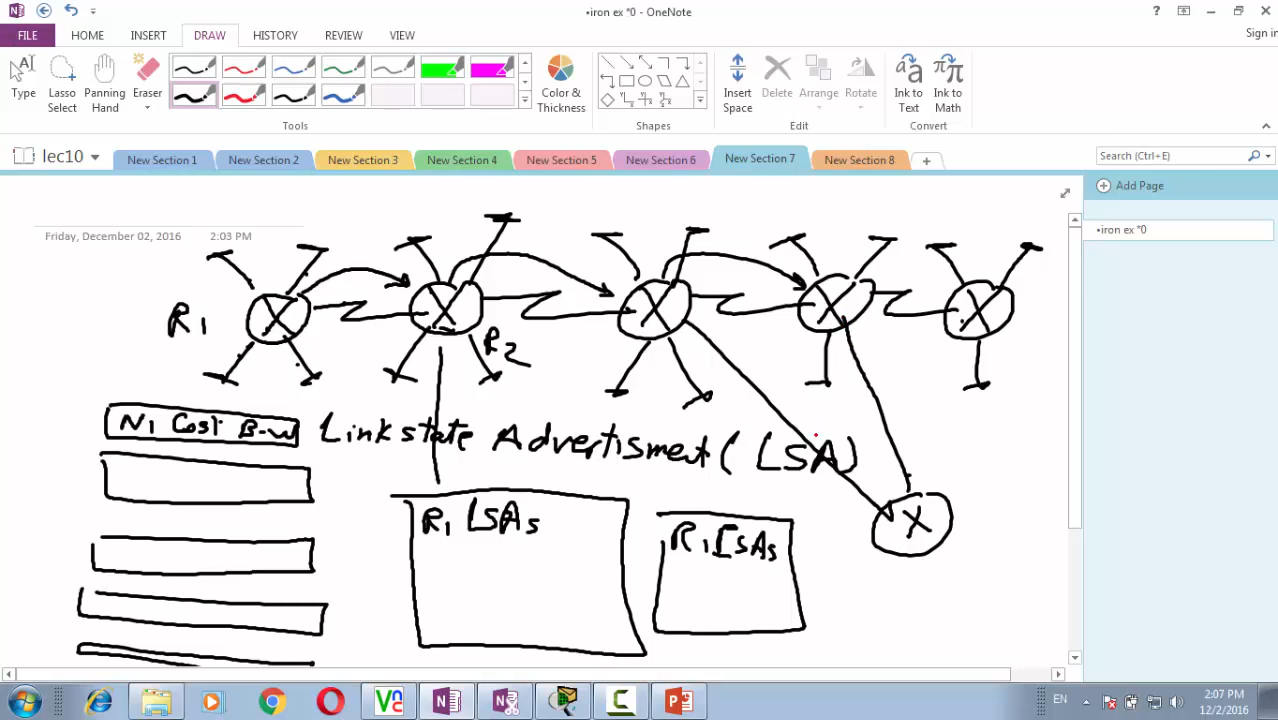 •iron ex *0 - OneNote
Sign in
FILE HOME INSERT DRAW HISTORY REVIEW VIEW
Type Lasso Select Panning Hand Eraser
Color & Thickness
Insert Space Delete Arrange Rotate
Ink to Text Ink to Math
Tools Shapes Edit Convert
lec10 New Section 1 New Section 2 New Section 3 New Section 4 New Section 5 New Section 6 New Section 7 New Section 8
Search (Ctrl+E)
Add Page
•iron ex *0
Friday, December 02, 2016 2:03 PM
R1
R2
N1 Cost B-w
Linkstate Advertisment (LSA)
R1 LSAs
R1 LSAs
EN
2:07 PM
12/2/2016